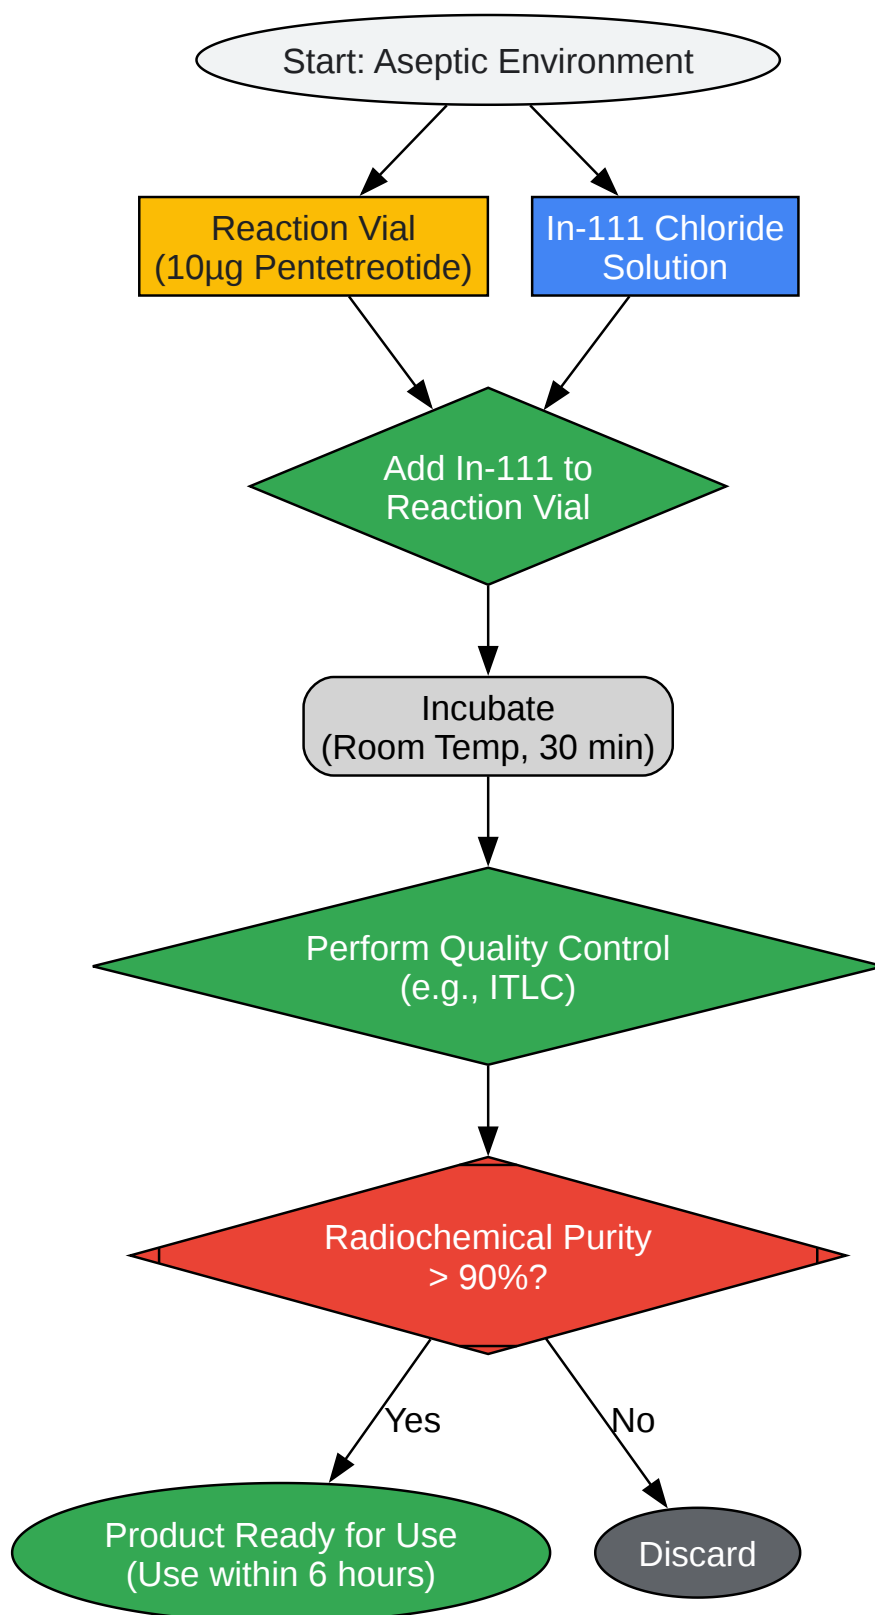 Start: Aseptic Environment
Reaction Vial
(10µg Pentetreotide)
In-111 Chloride
Solution
Add In-111 to
Reaction Vial
Incubate
(Room Temp, 30 min)
Perform Quality Control
(e.g., ITLC)
Radiochemical Purity
> 90%?
Yes
No
Product Ready for Use
(Use within 6 hours)
Discard